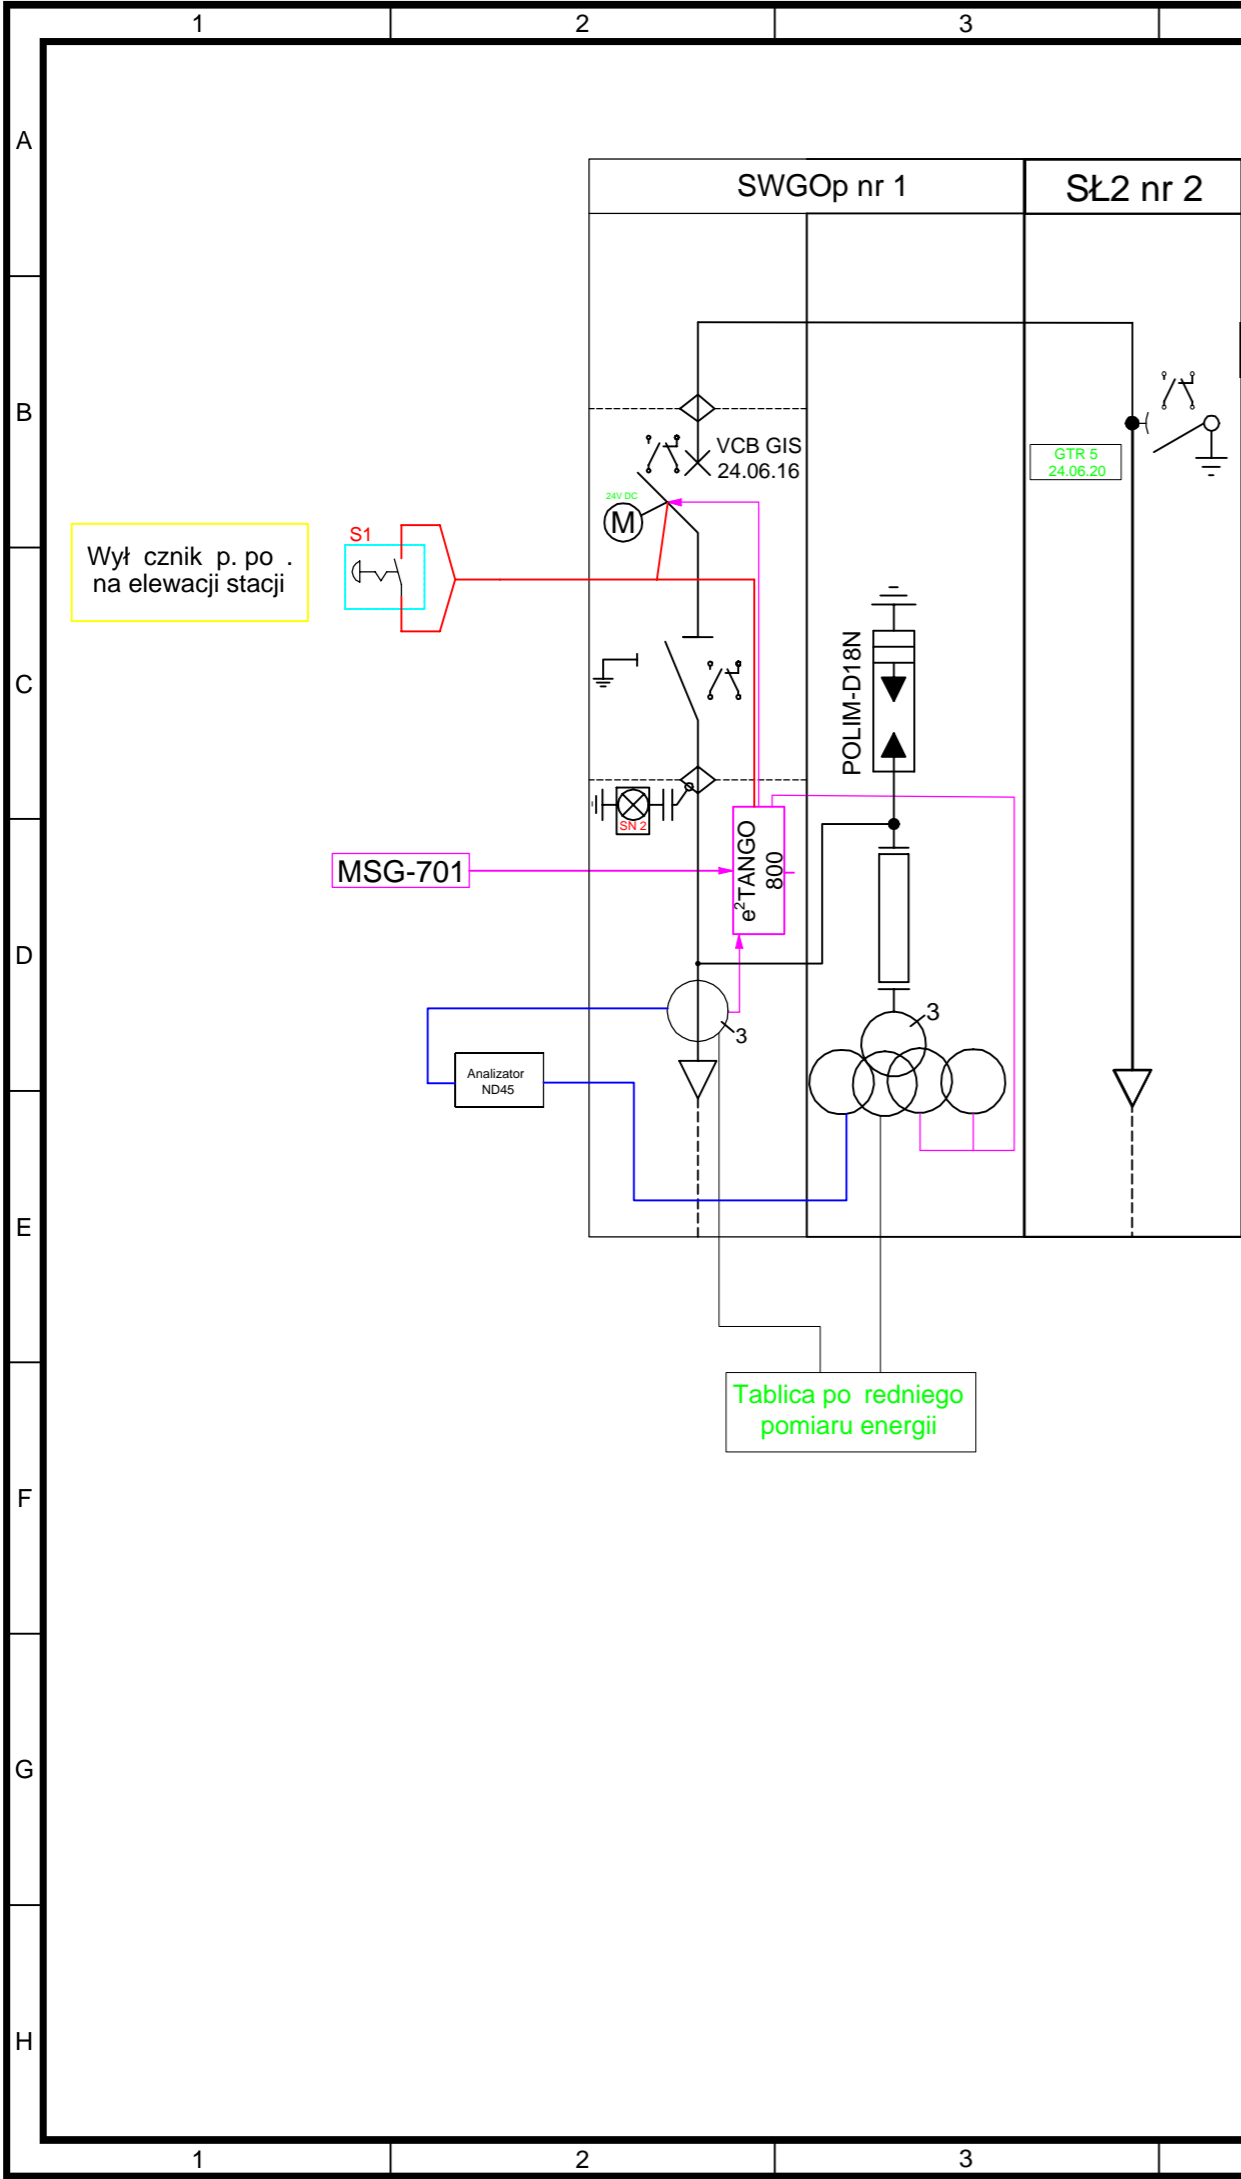 1
2
3
A
SWGOp nr 1
SŁ2 nr 2
B
VCB GIS
24.06.16
GTR 5
24.06.20
24V DC
M
S1
Wył cznik p. po .
na elewacji stacji
C
POLIM-D18N
SN 2
MSG-701
e²TANGO
800
D
3
3
Analizator
ND45
E
Tablica po redniego
pomiaru energii
F
G
H
1
2
3